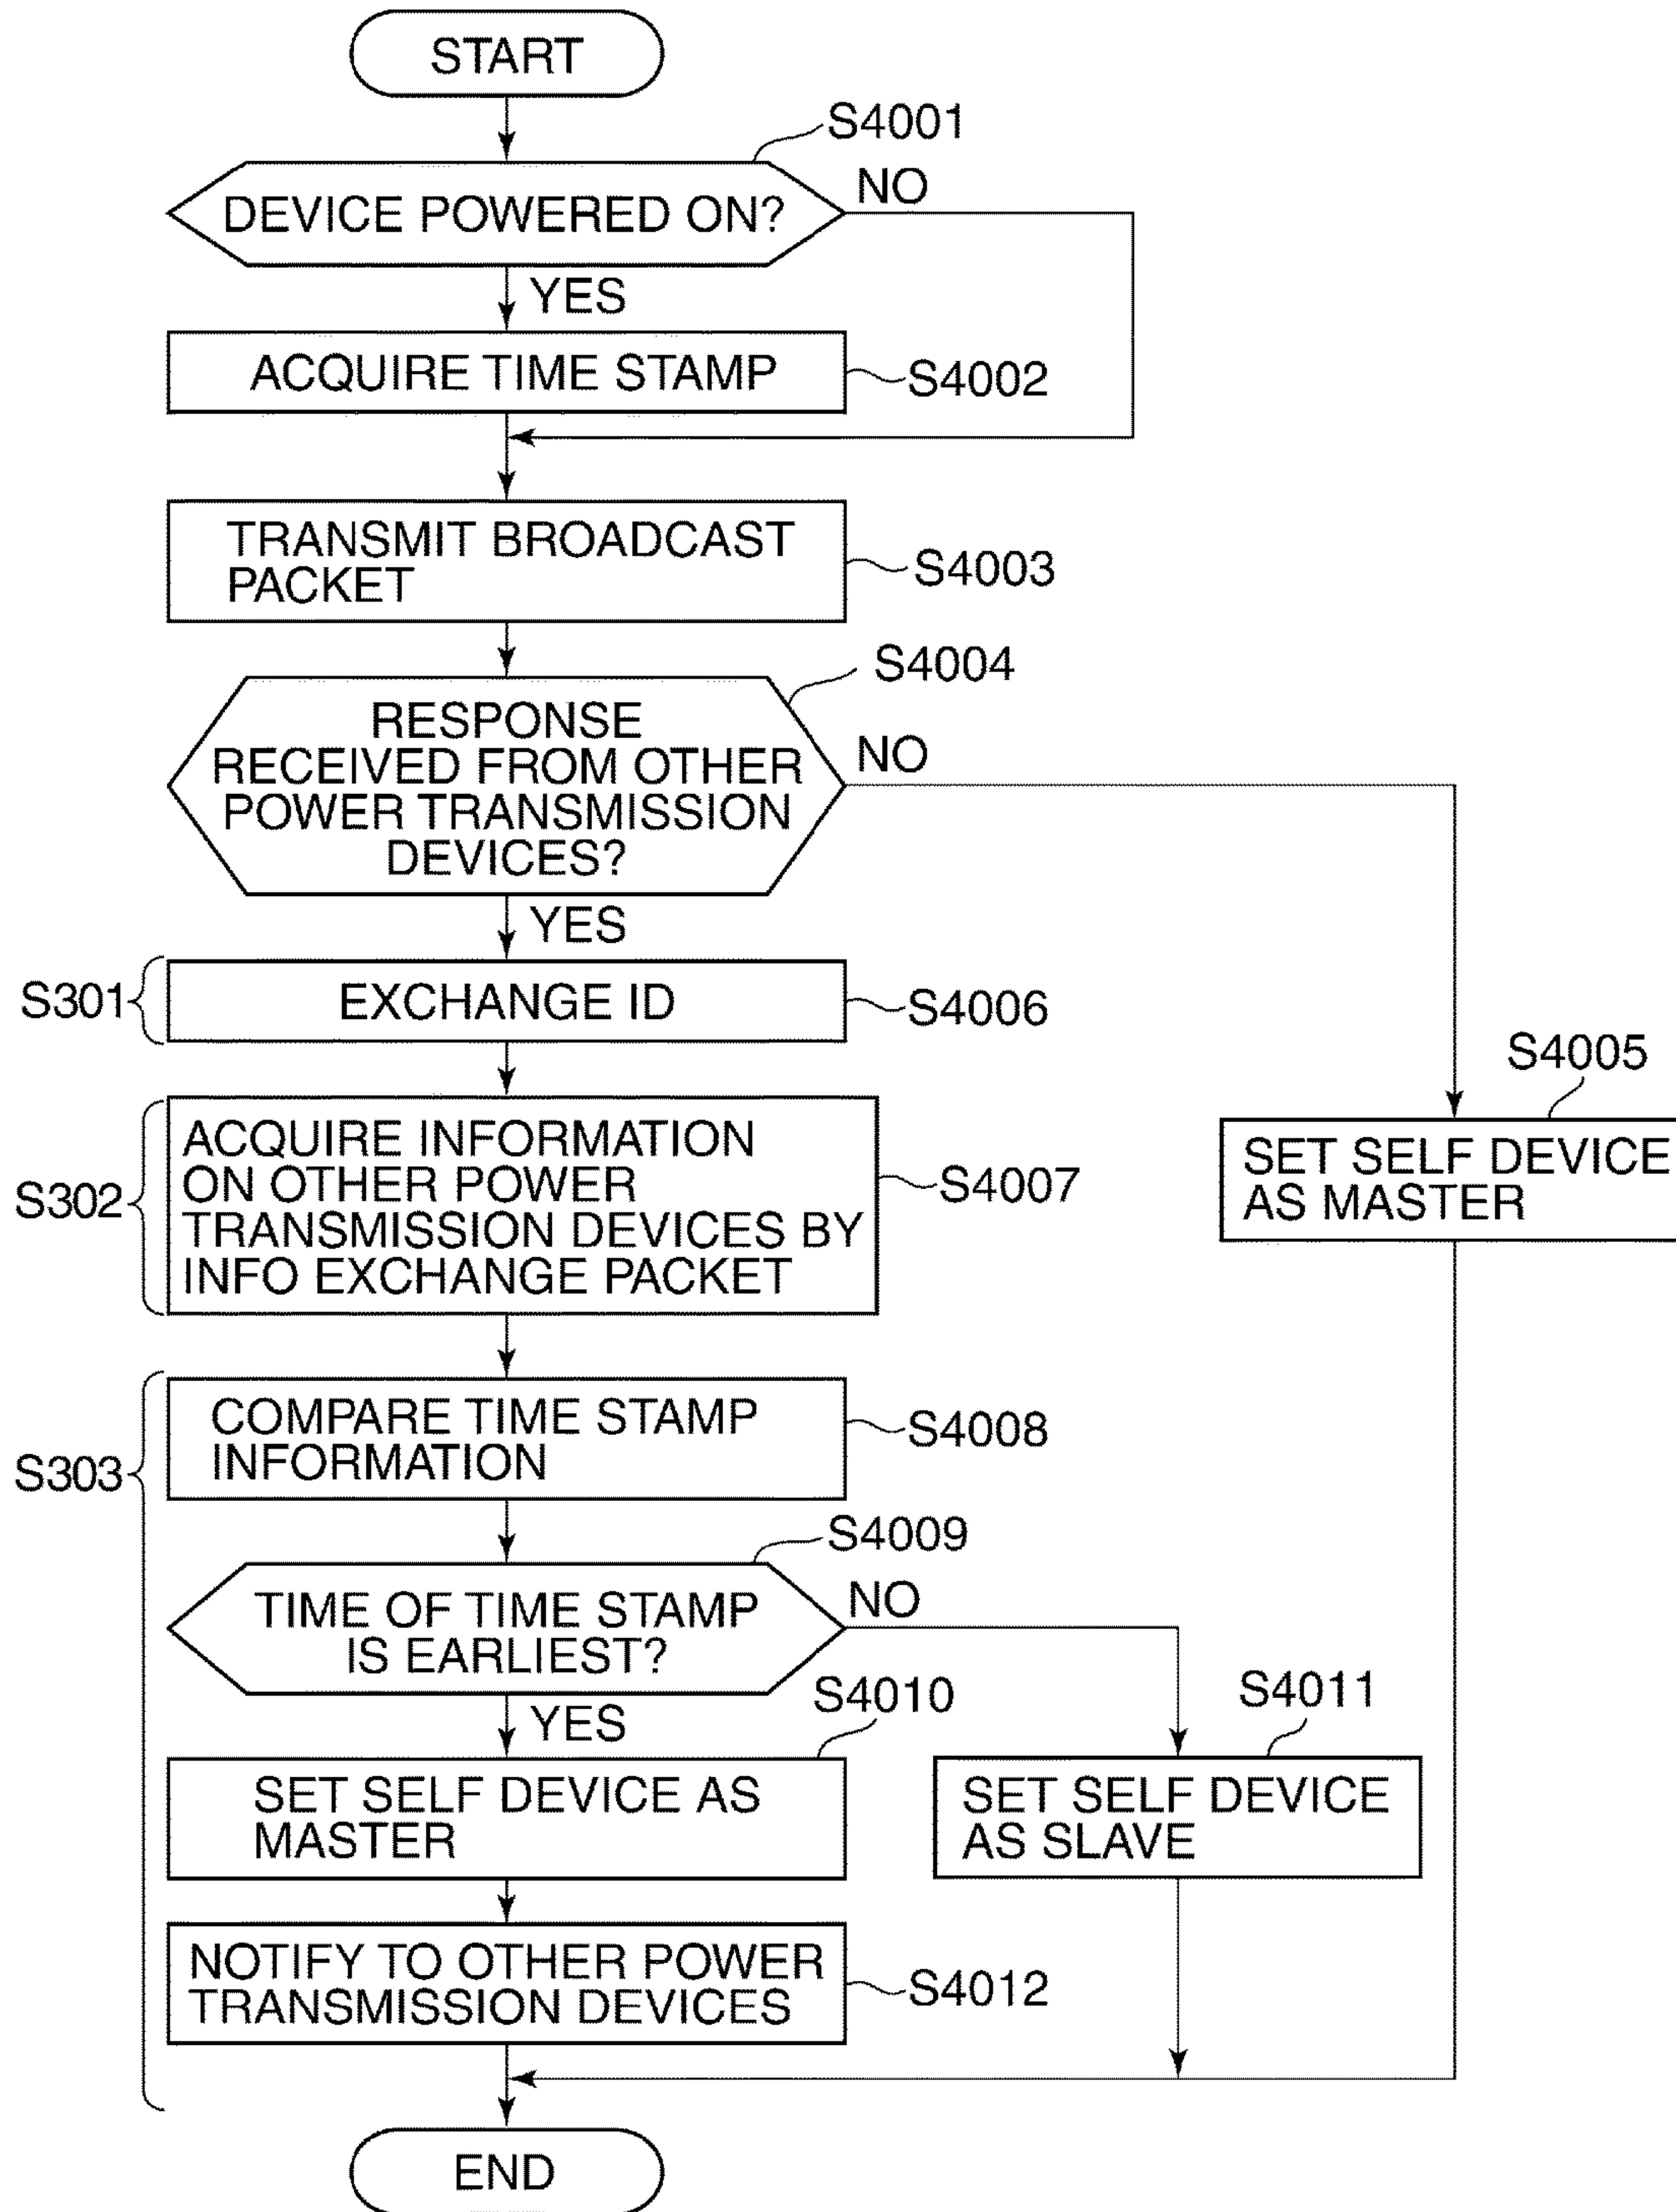 START
S4001
DEVICE POWERED ON?
NO
YES
ACQUIRE TIME STAMP
S4002
TRANSMIT BROADCAST
PACKET
S4003
S4004
RESPONSE
RECEIVED FROM OTHER
POWER TRANSMISSION
DEVICES?
NO
YES
S301
EXCHANGE ID
S4006
S4005
SET SELF DEVICE
AS MASTER
S302
ACQUIRE INFORMATION
ON OTHER POWER
TRANSMISSION DEVICES BY
INFO EXCHANGE PACKET
S4007
S303
COMPARE TIME STAMP
INFORMATION
S4008
S4009
TIME OF TIME STAMP
IS EARLIEST?
NO
YES
S4010
SET SELF DEVICE AS
MASTER
S4011
SET SELF DEVICE
AS SLAVE
NOTIFY TO OTHER POWER
TRANSMISSION DEVICES
S4012
END